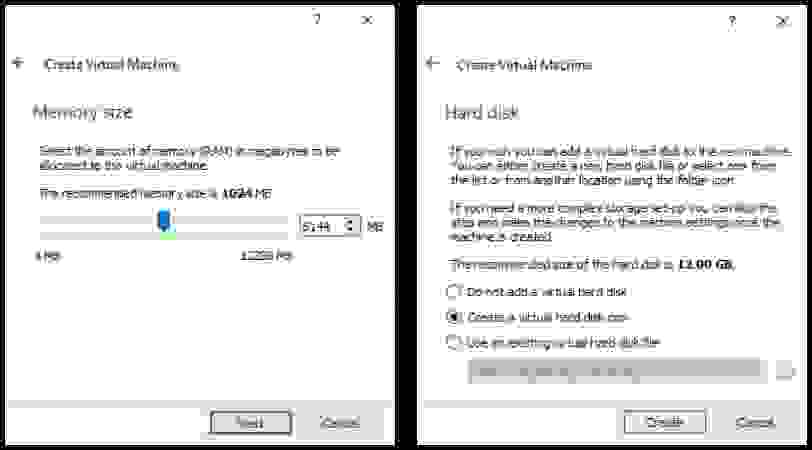 ?
Create Virtual Machine
Memory size
Select the amount of memory (RAM) in megabytes to be
allocated to the virtual machine.
The recommended memory size is 1024 MB.
6144 MB
4 MB
MB
Next
Cancel
?
Create Virtual Machine
Hard disk
If you wish you can add a virtual hard disk to the new machine.
You can either create a new hard disk file or select one from
the list or from another location using the folder icon.
If you need a more complex storage set-up you can skip this
step and make the changes to the machine settings once the
machine is created.
The recommended size of the hard disk is 12.00 GB.
Do not add a virtual hard disk
Create a virtual hard disk now
Use an existing virtual hard disk file
Create
Cancel